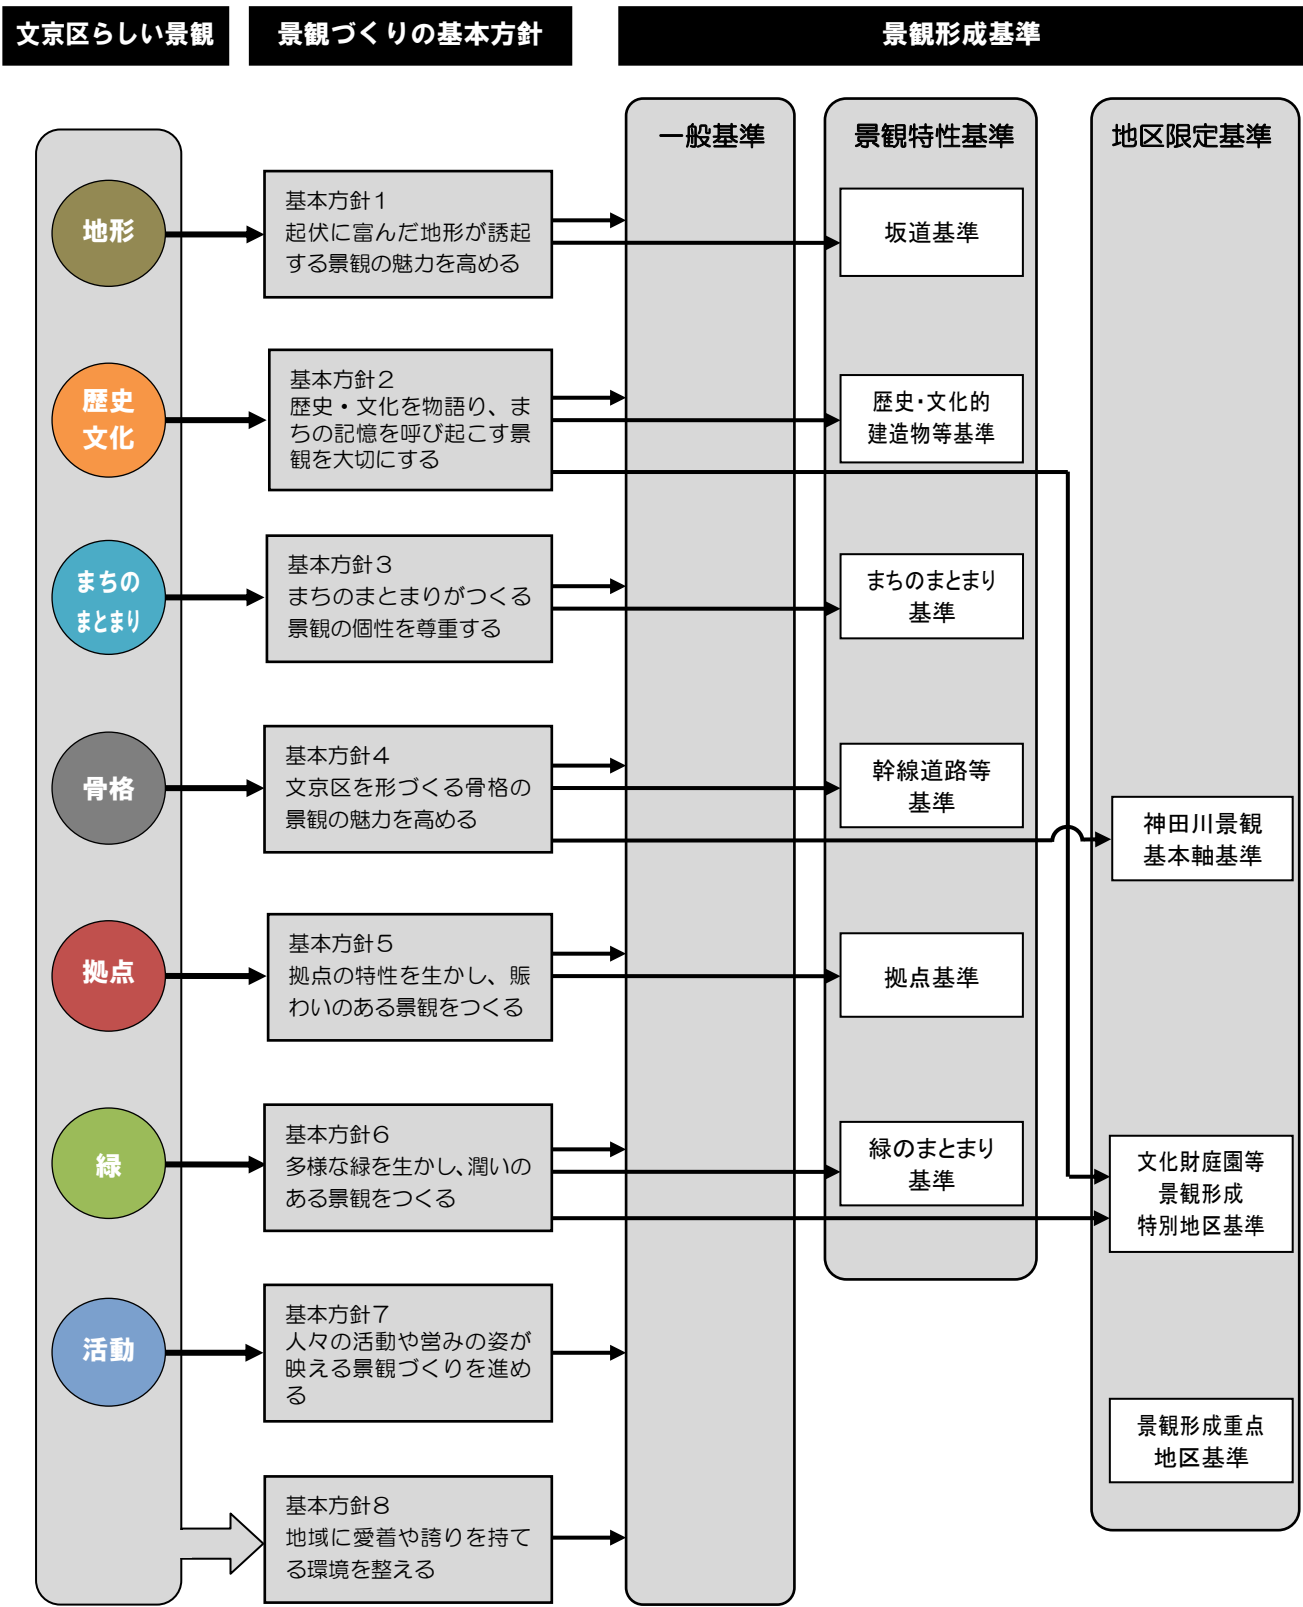 文京区らしい景観
景観づくりの基本方針
景観形成基準
一般基準
景観特性基準
地区限定基準
地形
基本方針1
起伏に富んだ地形が誘起
する景観の魅力を高める
坂道基準
歴史
文化
基本方針2
歴史・文化を物語り、ま
ちの記憶を呼び起こす景
観を大切にする
歴史・文化的
建造物等基準
まちの
まとまり
基本方針3
まちのまとまりがつくる
景観の個性を尊重する
まちのまとまり
基準
骨格
基本方針4
文京区を形づくる骨格の
景観の魅力を高める
幹線道路等
基準
神田川景観
基本軸基準
拠点
基本方針5
拠点の特性を生かし、賑
わいのある景観をつくる
拠点基準
緑
基本方針6
多様な緑を生かし、潤いの
ある景観をつくる
緑のまとまり
基準
文化財庭園等
景観形成
特別地区基準
活動
基本方針7
人々の活動や営みの姿が
映える景観づくりを進め
る
景観形成重点
地区基準
基本方針8
地域に愛着や誇りを持て
る環境を整える